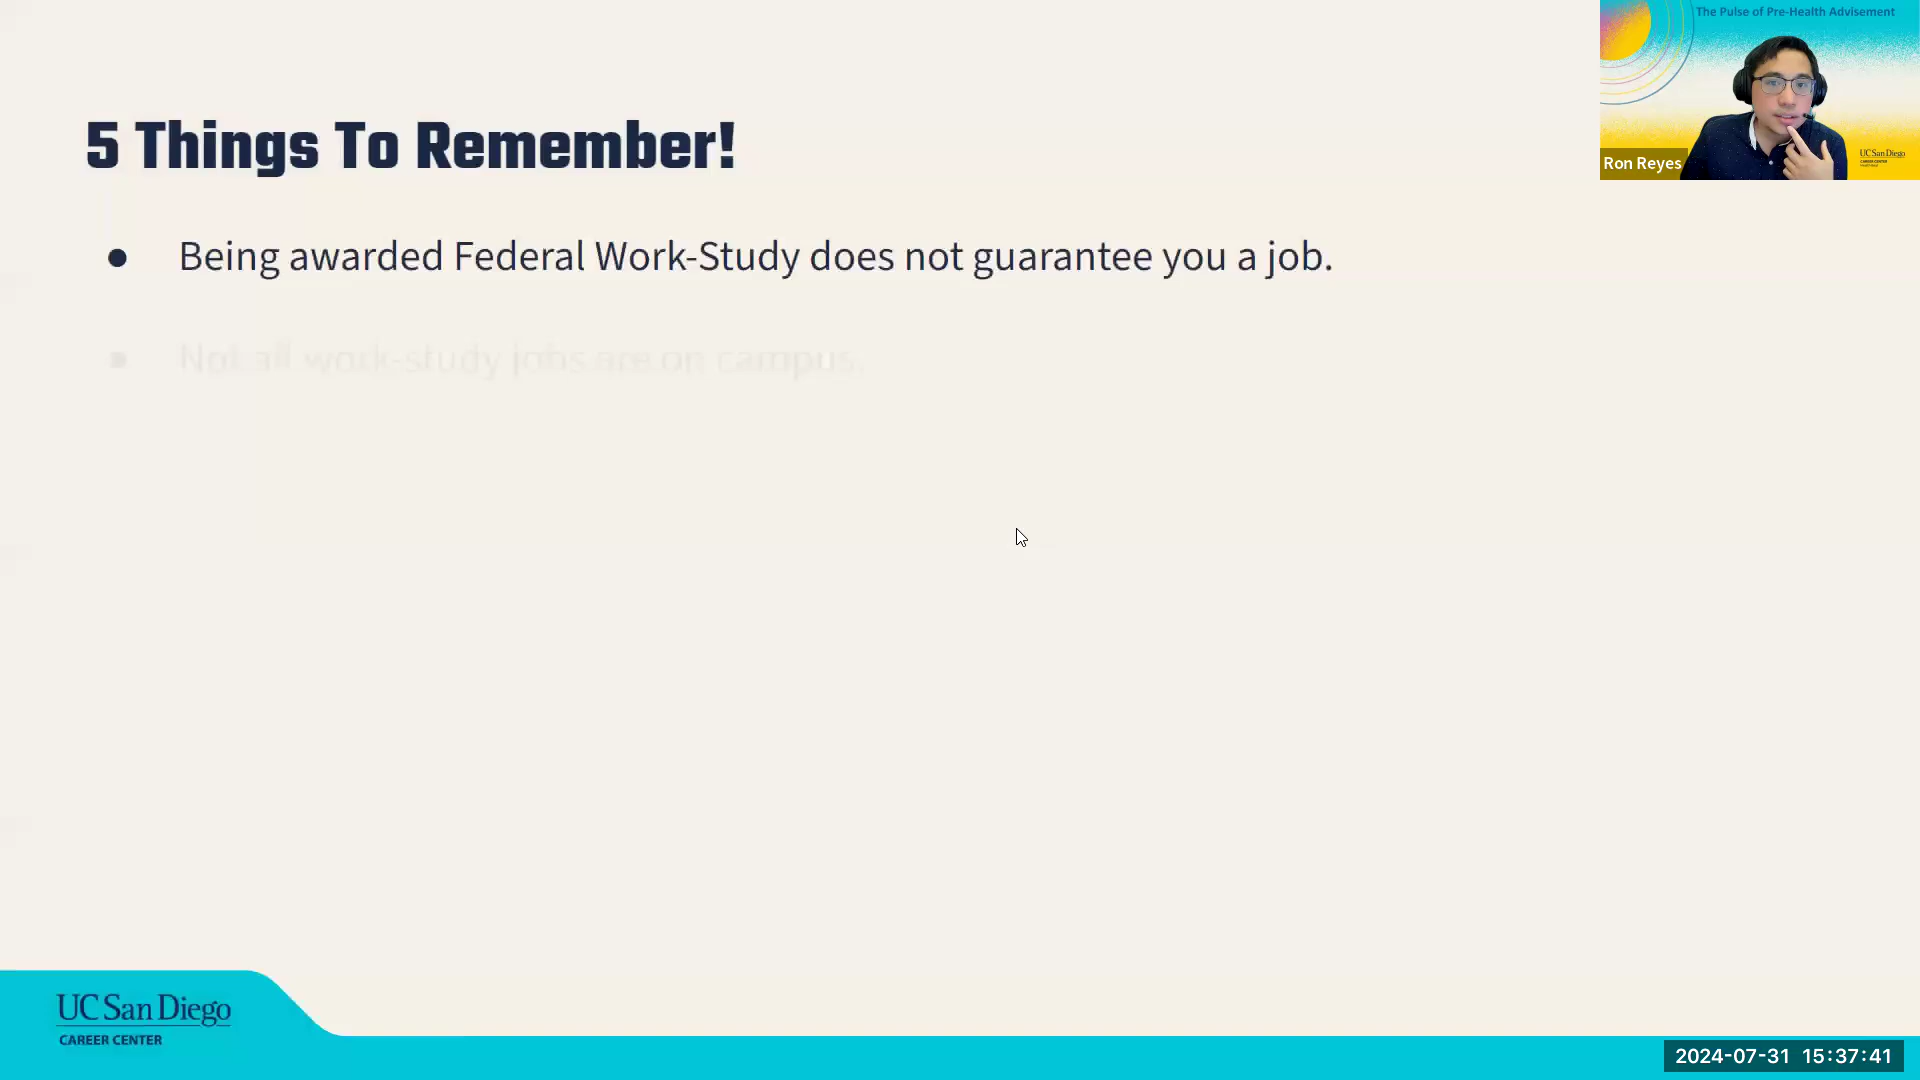 The Pulse of Pre-Health Advisement
5 Things To Remember!
Ron Reyes
UC San Diego
● Being awarded Federal Work-Study does not guarantee you a job.
● Not all work-study jobs are on campus.
UC San Diego
CAREER CENTER
2024-07-31 15:37:41